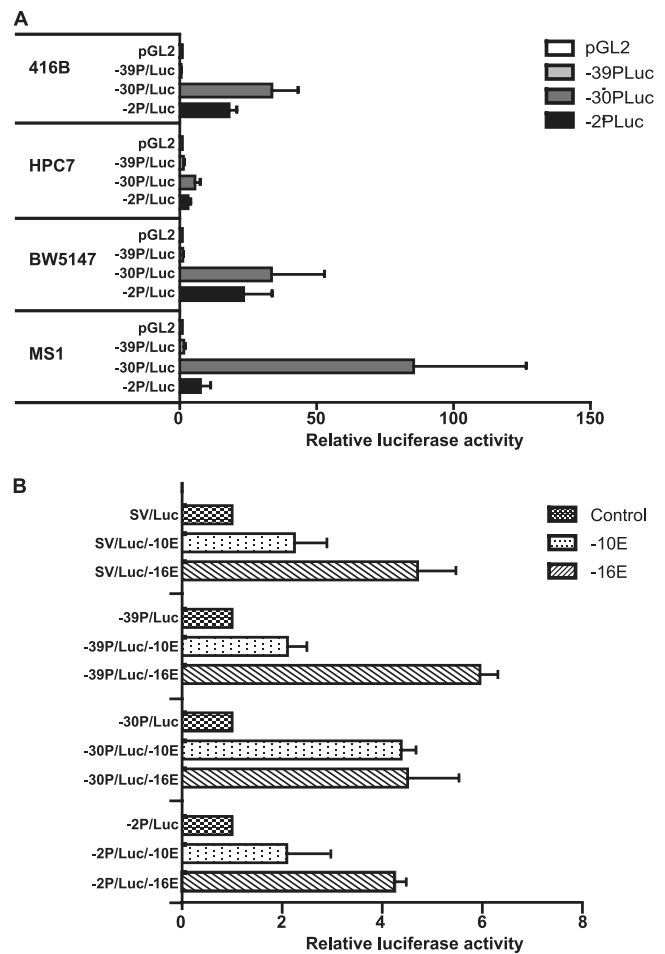 A
416B
pGL2
-39P/Luc
-30P/Luc
-2P/Luc
HPC7
pGL2
-39P/Luc
-30P/Luc
-2P/Luc
BW5147
pGL2
-39P/Luc
-30P/Luc
-2P/Luc
MS1
pGL2
-39P/Luc
-30P/Luc
-2P/Luc
0 50 100 150
Relative luciferase activity
pGL2
-39PLuc
-30PLuc
-2PLuc
B
SV/Luc
SV/Luc/-10E
SV/Luc/-16E
-39P/Luc
-39P/Luc/-10E
-39P/Luc/-16E
-30P/Luc
-30P/Luc/-10E
-30P/Luc/-16E
-2P/Luc
-2P/Luc/-10E
-2P/Luc/-16E
0 2 4 6 8
Relative luciferase activity
Control
-10E
-16E